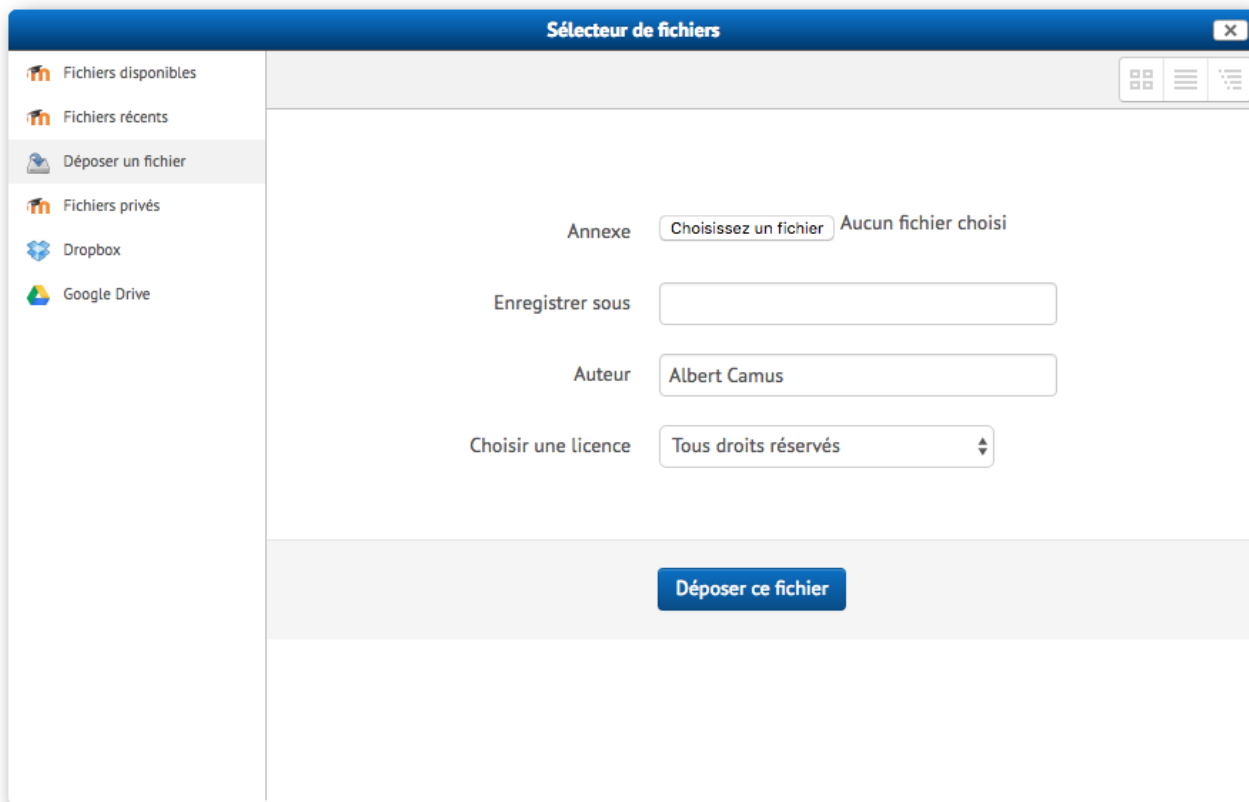 Sélecteur de fichiers
Fichiers disponibles
Fichiers récents
Déposer un fichier
Fichiers privés
Dropbox
Google Drive
Annexe Choisissez un fichier Aucun fichier choisi
Enregistrer sous
Auteur Albert Camus
Choisir une licence Tous droits réservés
Déposer ce fichier